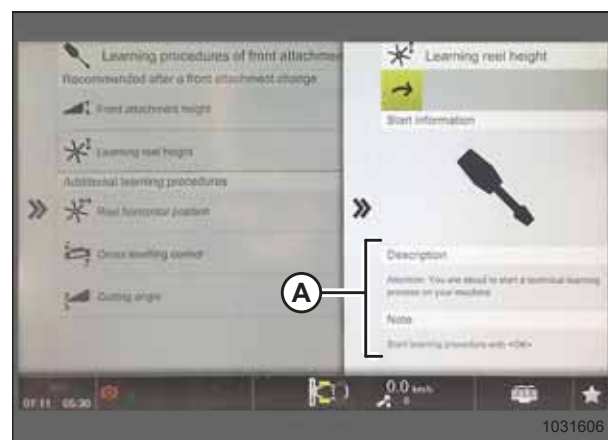 Learning procedures of front attachmen
Recommended after a front attachment change
Front attachment height
Learning reel height
Additional learning procedures
Reel horizontal position
Cross levelling control
Cutting angle
07:11 05:30
Learning reel height
Start information
Description
Attention: You are about to start a technical learning
process on your machine.
Note
Start learning procedure with <OK>
A
0.0 km/h
0
1031606